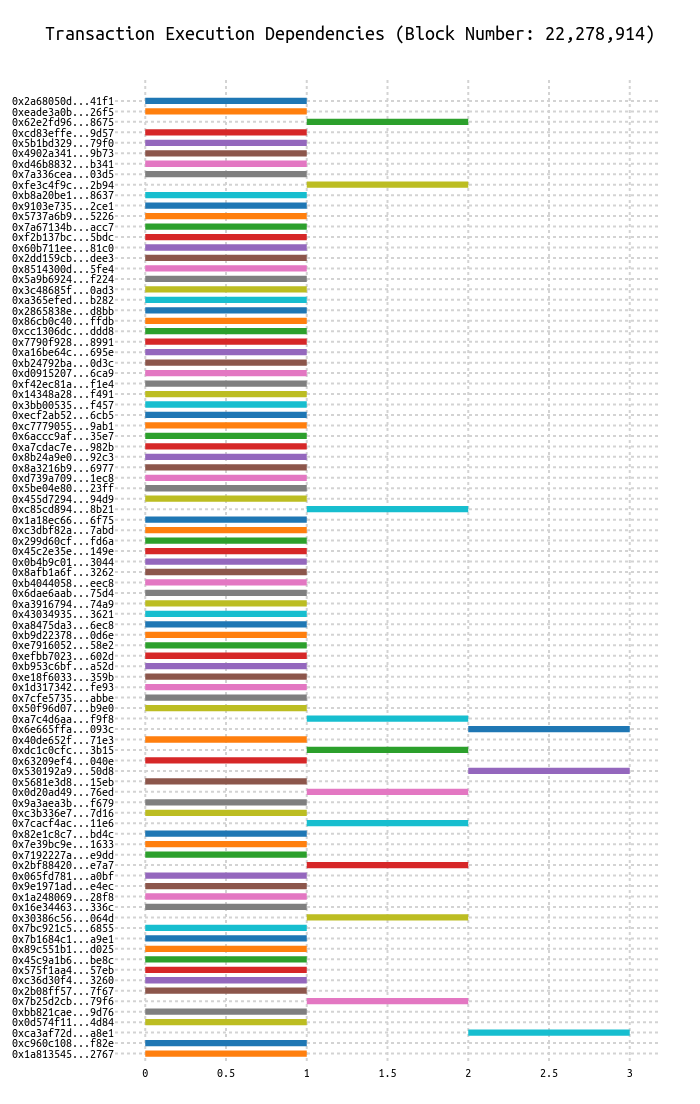 Transaction Execution Dependencies (Block Number: 22,278,914)
0x2a68050d...41f1
0xeade3a0b...26f5
0x62e2fd96...8675
0xcd83effe...9d57
0x5b1bd329...79f0
0x4902a341...9b73
0xd46b8832...b341
0x7a336cea...03d5
0xfe3c4f9c...2b94
0xb8a20be1...8637
0x9103e735...2ce1
0x5737a6b9...5226
0x7a67134b...acc7
0xf2b137bc...5bdc
0x60b711ee...81c0
0x2dd159cb...dee3
0x8514300d...5fe4
0x5a9b6924...f224
0x3c48685f...0ad3
0xa365efed...b282
0x2865838e...d8bb
0x86cb0c40...ffdb
0xcc1306dc...ddd8
0x7790f928...8991
0xa16be64c...695e
0xb24792ba...0d3c
0xd0915207...6ca9
0xf42ec81a...f1e4
0x14348a28...f491
0x3bb00535...f457
0xecf2ab52...6cb5
0xc7779055...9ab1
0x6accc9af...35e7
0xa7cdac7e...982b
0x8b24a9e0...92c3
0x8a3216b9...6977
0xd739a709...1ec8
0x5be04e80...23ff
0x455d7294...94d9
0xc85cd894...8b21
0x1a18ec66...6f75
0xc3dbf82a...7abd
0x299d60cf...fd6a
0x45c2e35e...149e
0x0b4b9c01...3044
0x8afb1a6f...3262
0xb4044058...eec8
0x6dae6aab...75d4
0xa3916794...74a9
0x43034935...3621
0xa8475da3...6ec8
0xb9d22378...0d6e
0xe7916052...58e2
0xefbb7023...602d
0xb953c6bf...a52d
0xe18f6033...359b
0x1d317342...fe93
0x7cfe5735...abbe
0x50f96d07...b9e0
0xa7c4d6aa...f9f8
0x6e665ffa...093c
0x40de652f...71e3
0xdc1c0cfc...3b15
0x63209ef4...040e
0x530192a9...50d8
0x5681e3d8...15eb
0x0d20ad49...76ed
0x9a3aea3b...f679
0xc3b336e7...7d16
0x7cacf4ac...11e6
0x82e1c8c7...bd4c
0x7e39bc9e...1633
0x7192227a...e9dd
0x2bf88420...e7a7
0x065fd781...a0bf
0x9e1971ad...e4ec
0x1a248069...28f8
0x16e34463...336c
0x30386c56...064d
0x7bc921c5...6855
0x7b1684c1...a9e1
0x89c551b1...d025
0x45c9a1b6...be8c
0x575f1aa4...57eb
0xc36d30f4...3260
0x2b08ff57...7f67
0x7b25d2cb...79f6
0xbb821cae...9d76
0x0d574f11...4d84
0xca3af72d...a8e1
0xc960c108...f82e
0x1a813545...2767
0 0.5 1 1.5 2 2.5 3